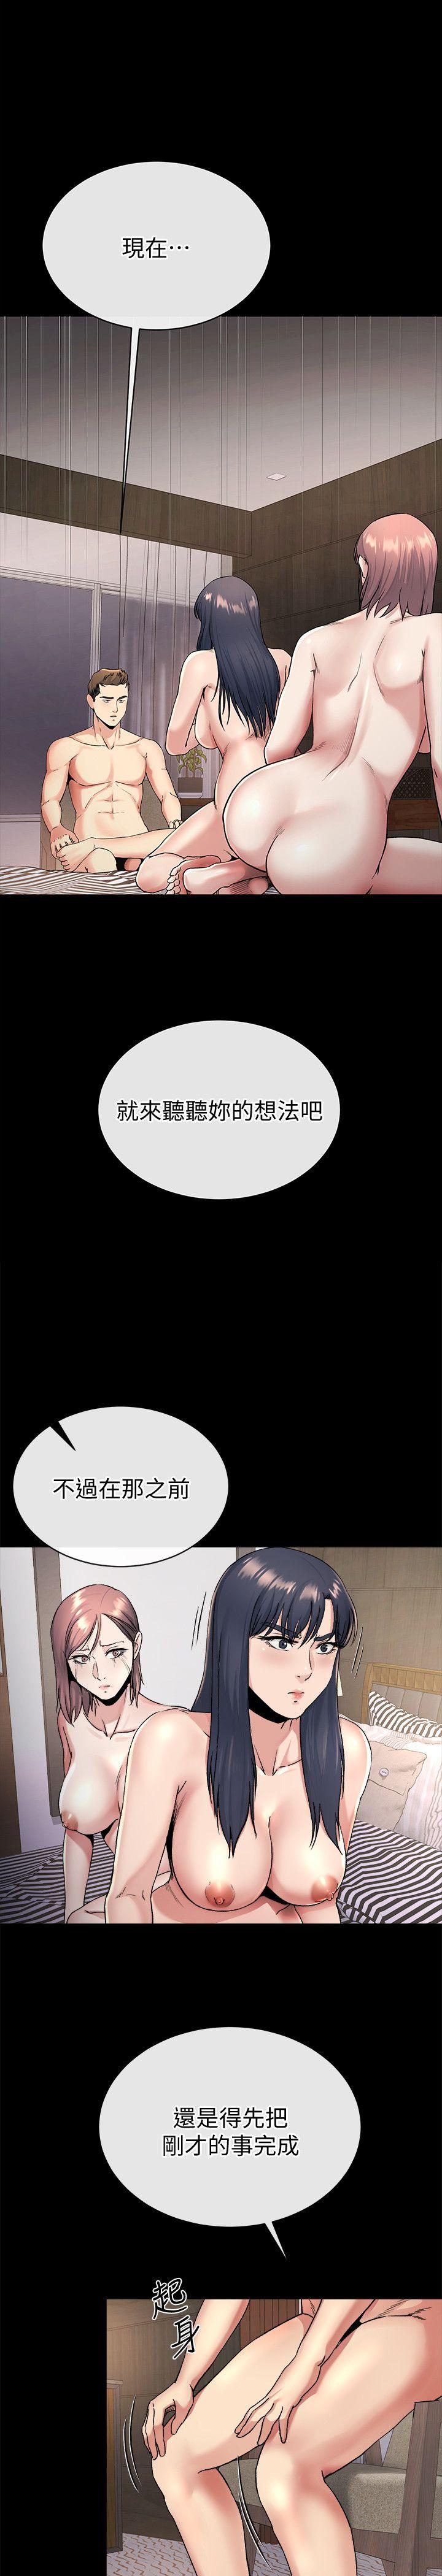 現在…
就來聽聽妳的想法吧
不過在那之前
還是得先把
剛才的事完成
起身